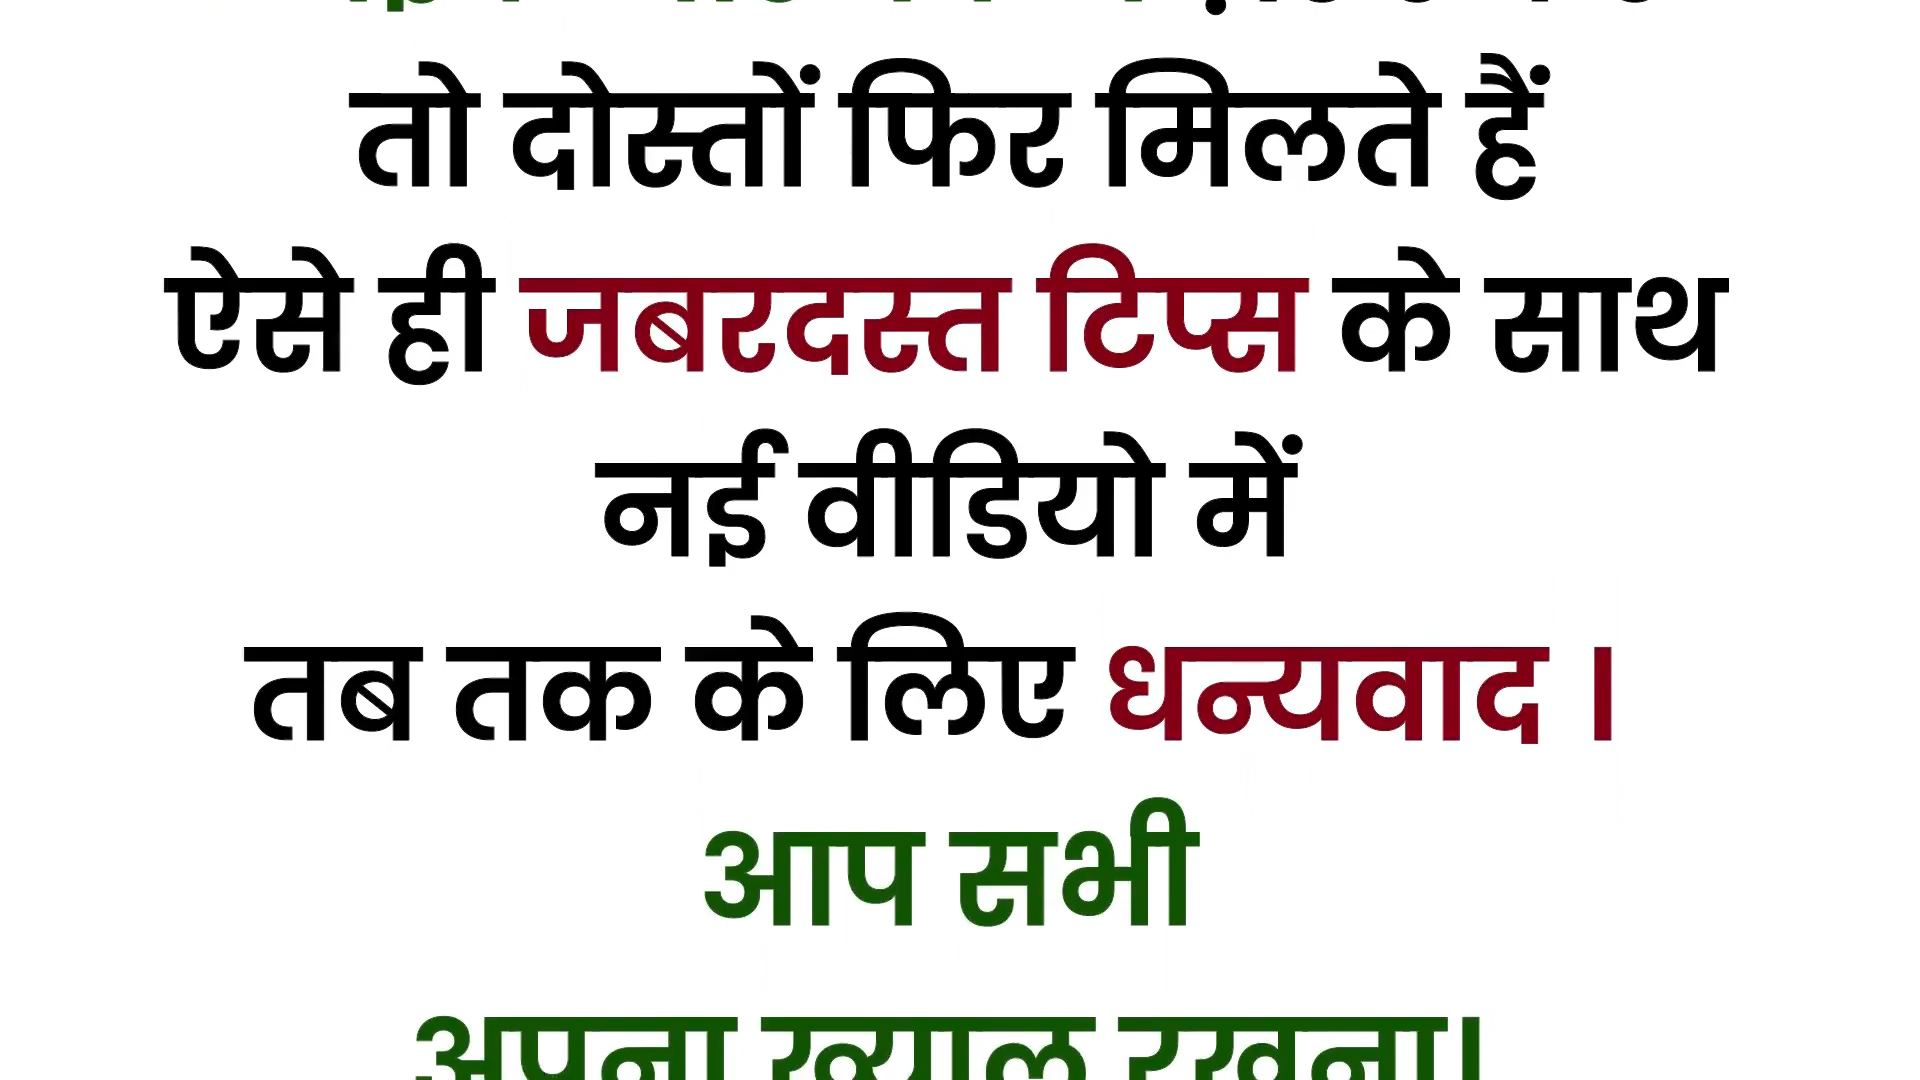 तो दोस्तों फिर मिलते हैं
ऐसे ही जबरदस्त टिप्स के साथ
नई वीडियो में
तब तक के लिए धन्यवाद ।
आप सभी
अपना ख्याल रखना।